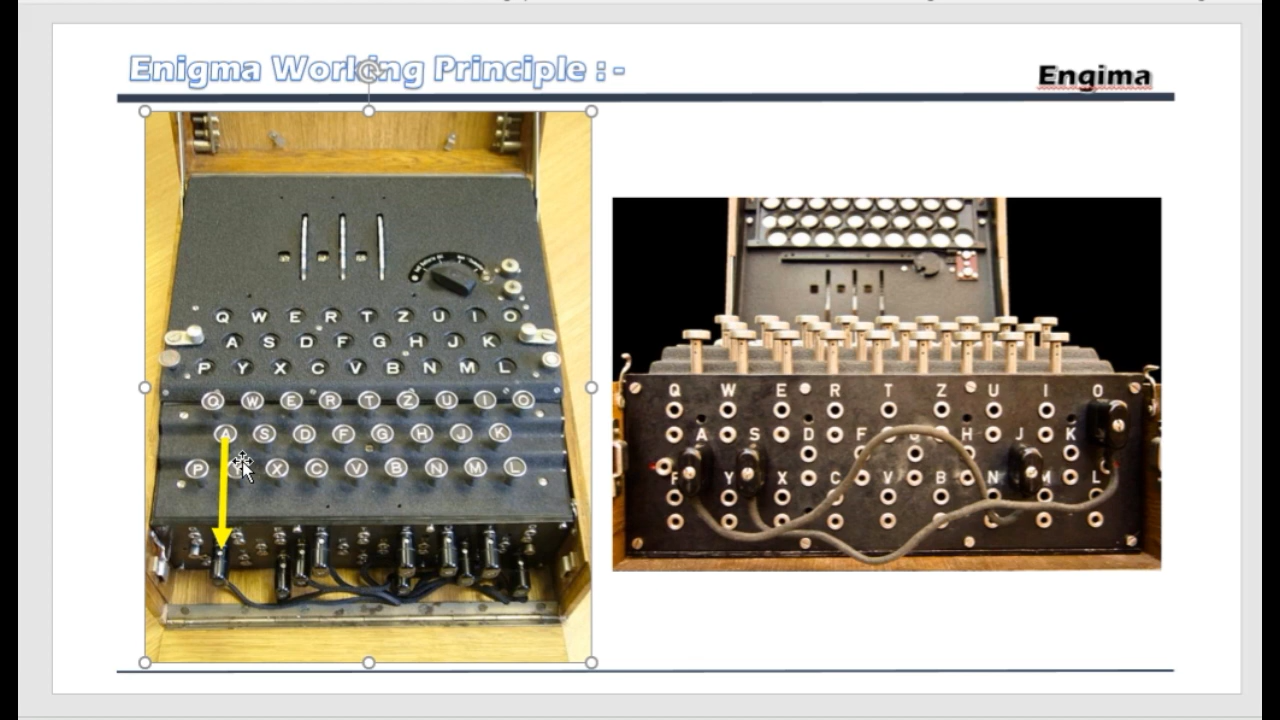 Enigma Working Principle : -
Engima
Q W E R T Z U I O
A S D F G H J K
P Y X C V B N M L
Q W E R T Z U I O
A S D F G H J K
P X C V B N M L
Q W E R T Z U I O
A S D F G H J K
P Y X C V B N M L